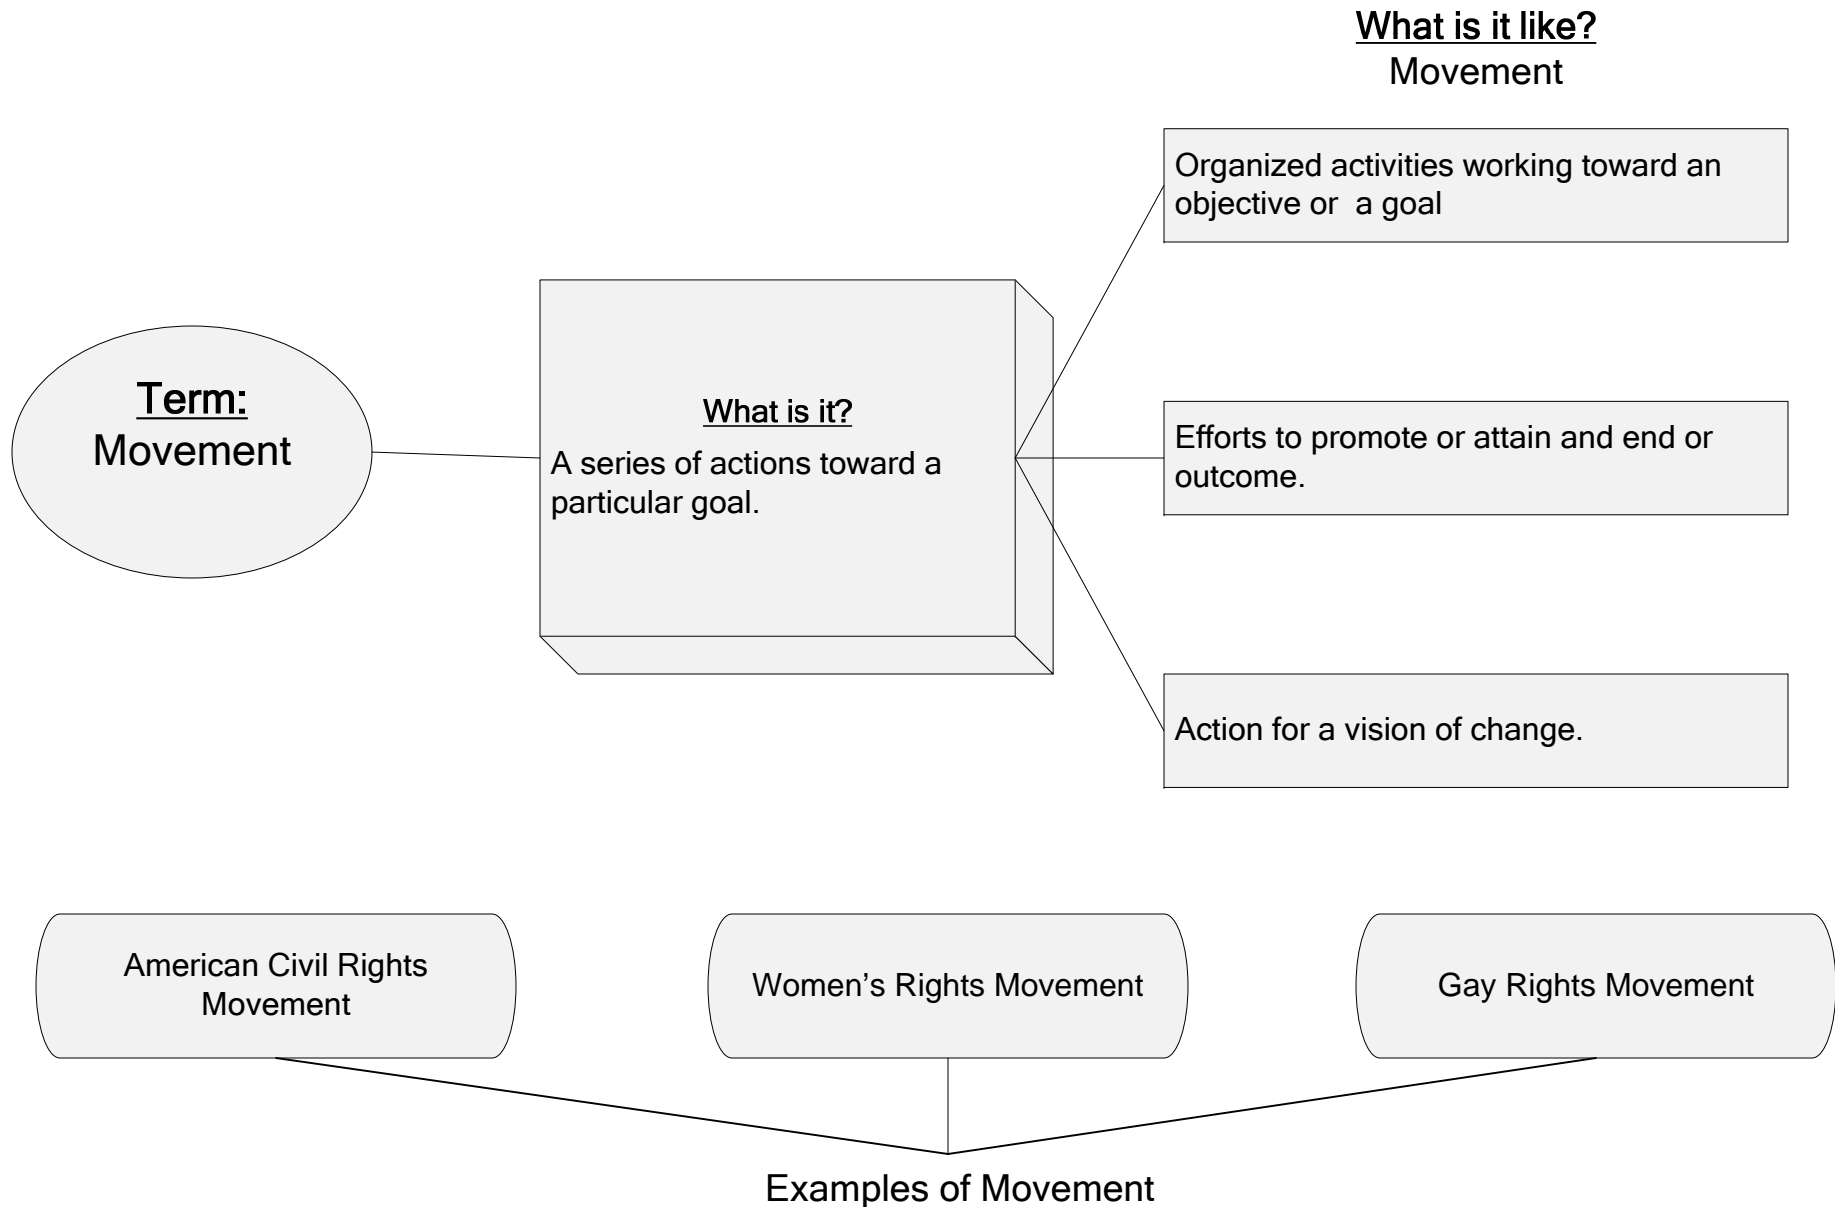 What is it like?
Movement
Organized activities working toward an
objective or  a goal
Term:
Movement
What is it?
A series of actions toward a
particular goal.
Efforts to promote or attain and end or
outcome.
Action for a vision of change.
American Civil Rights
Movement
Women’s Rights Movement
Gay Rights Movement
Examples of Movement